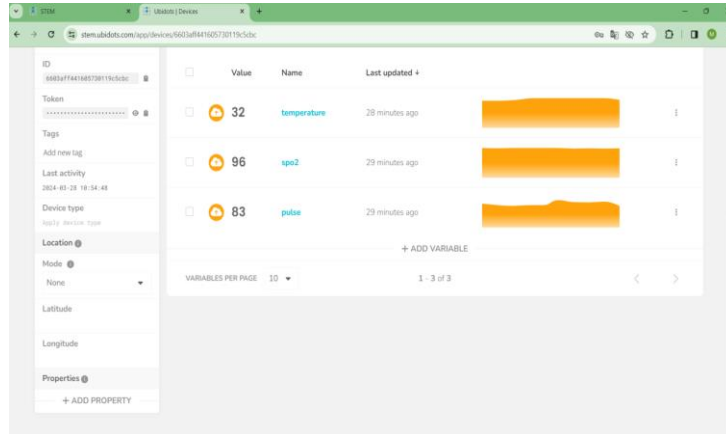 STEM
Ubidots | Devices
stem.ubidots.com/app/devices/6603aff441605730119c5cbc
ID
6603aff441605730119c5cbc
Token
Tags
Add new tag
Last activity
2024-03-28 10:34:48
Device type
Apply device type
Location
Mode
None
Latitude
Longitude
Properties
+ ADD PROPERTY
Value Name Last updated
32 temperature 28 minutes ago
96 spo2 29 minutes ago
83 pulse 29 minutes ago
+ ADD VARIABLE
VARIABLES PER PAGE 10 1 - 3 of 3